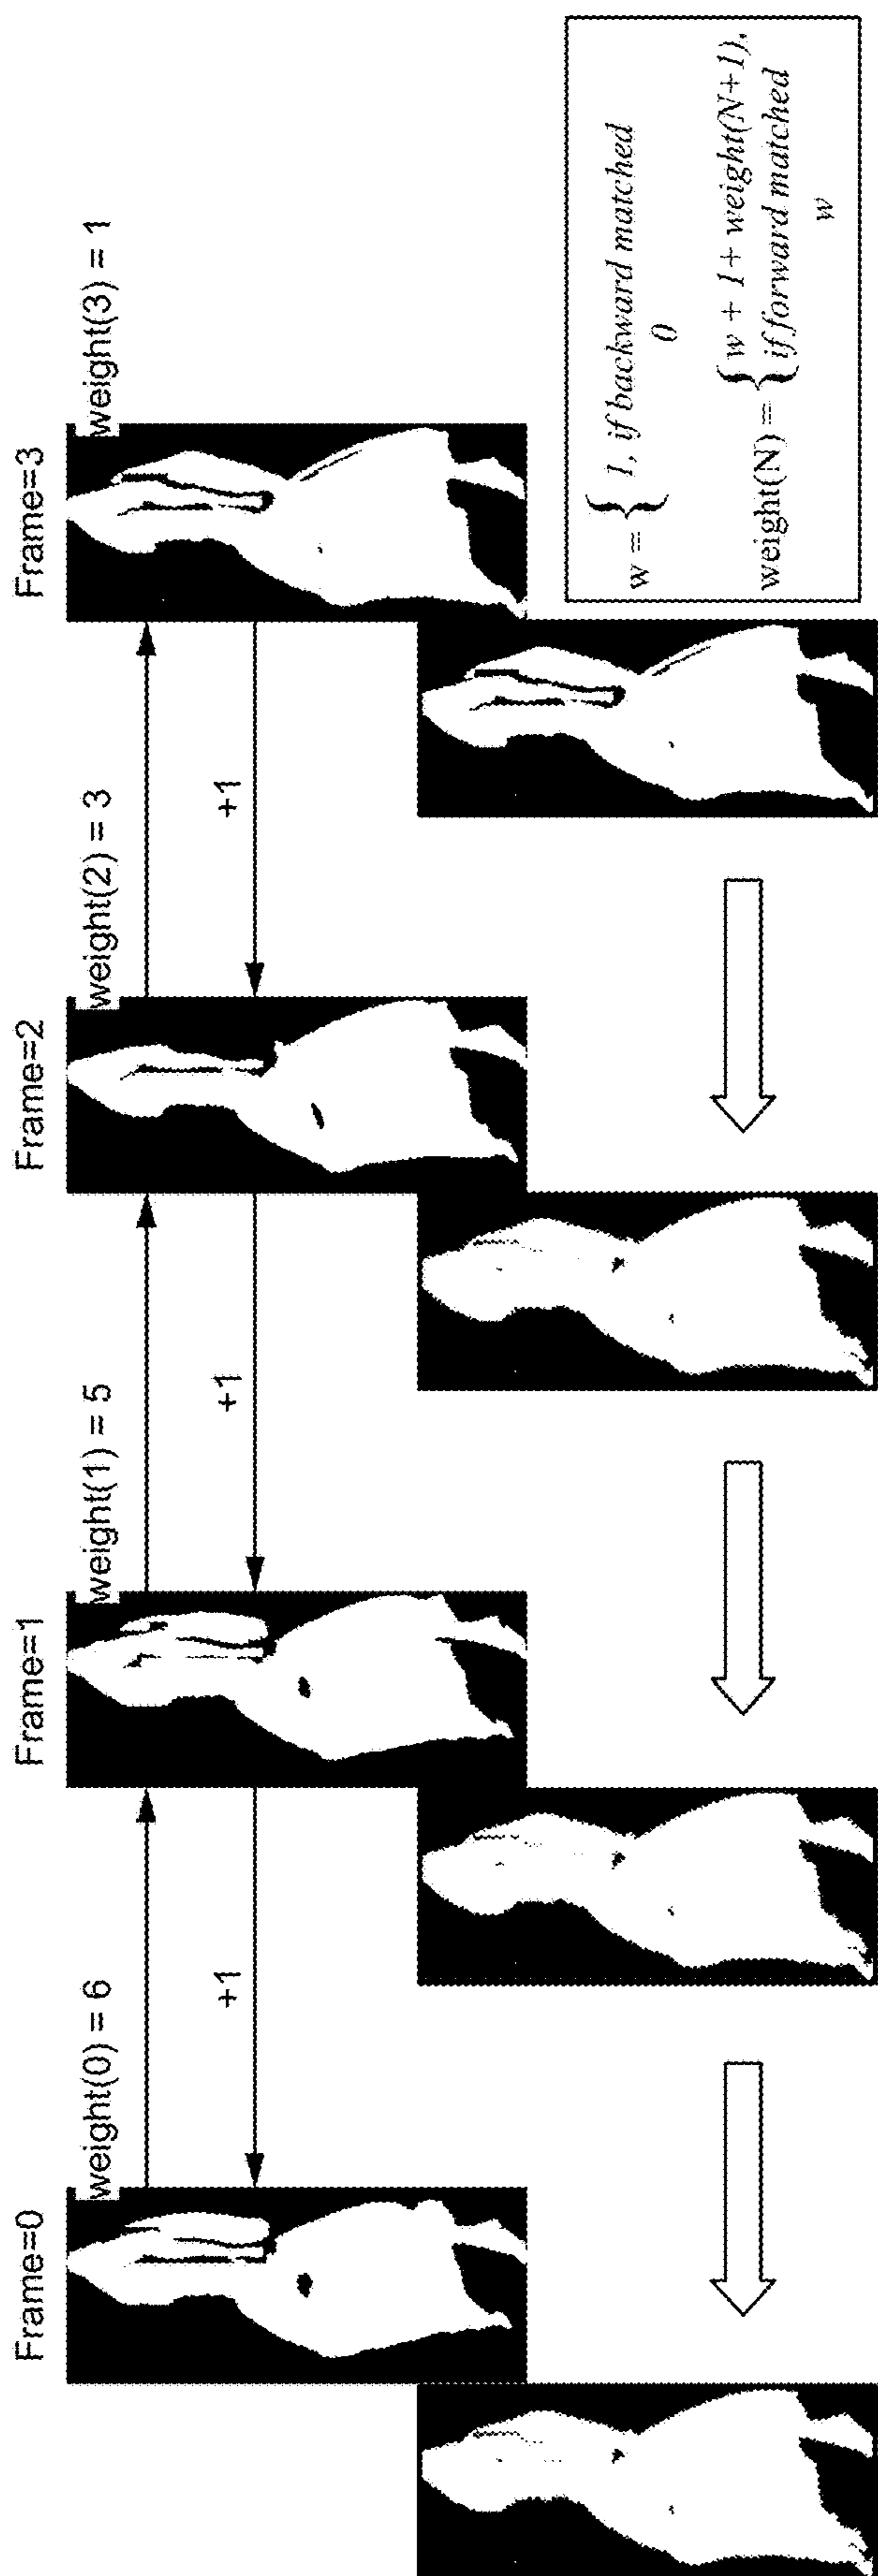 Frame=0
Frame=1
Frame=2
Frame=3
weight(0) = 6
weight(1) = 5
weight(2) = 3
weight(3) = 1
+1
+1
+1
w = { 1, if backward matched
0
weight(N) = { w + 1 + weight(N+1),
if forward matched
w